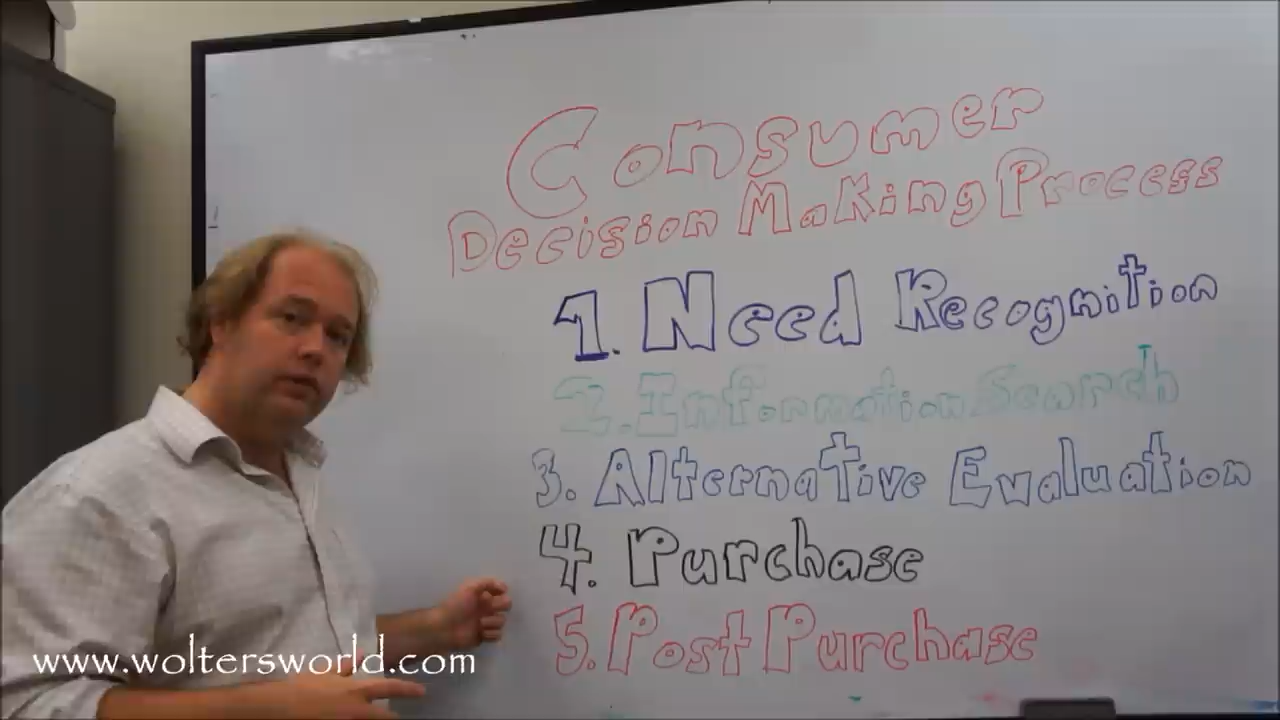 Consumer
Decision Making Process
1. Need Recognition
2. Information Search
3. Alternative Evaluation
4. Purchase
5. Post Purchase
www.woltersworld.com